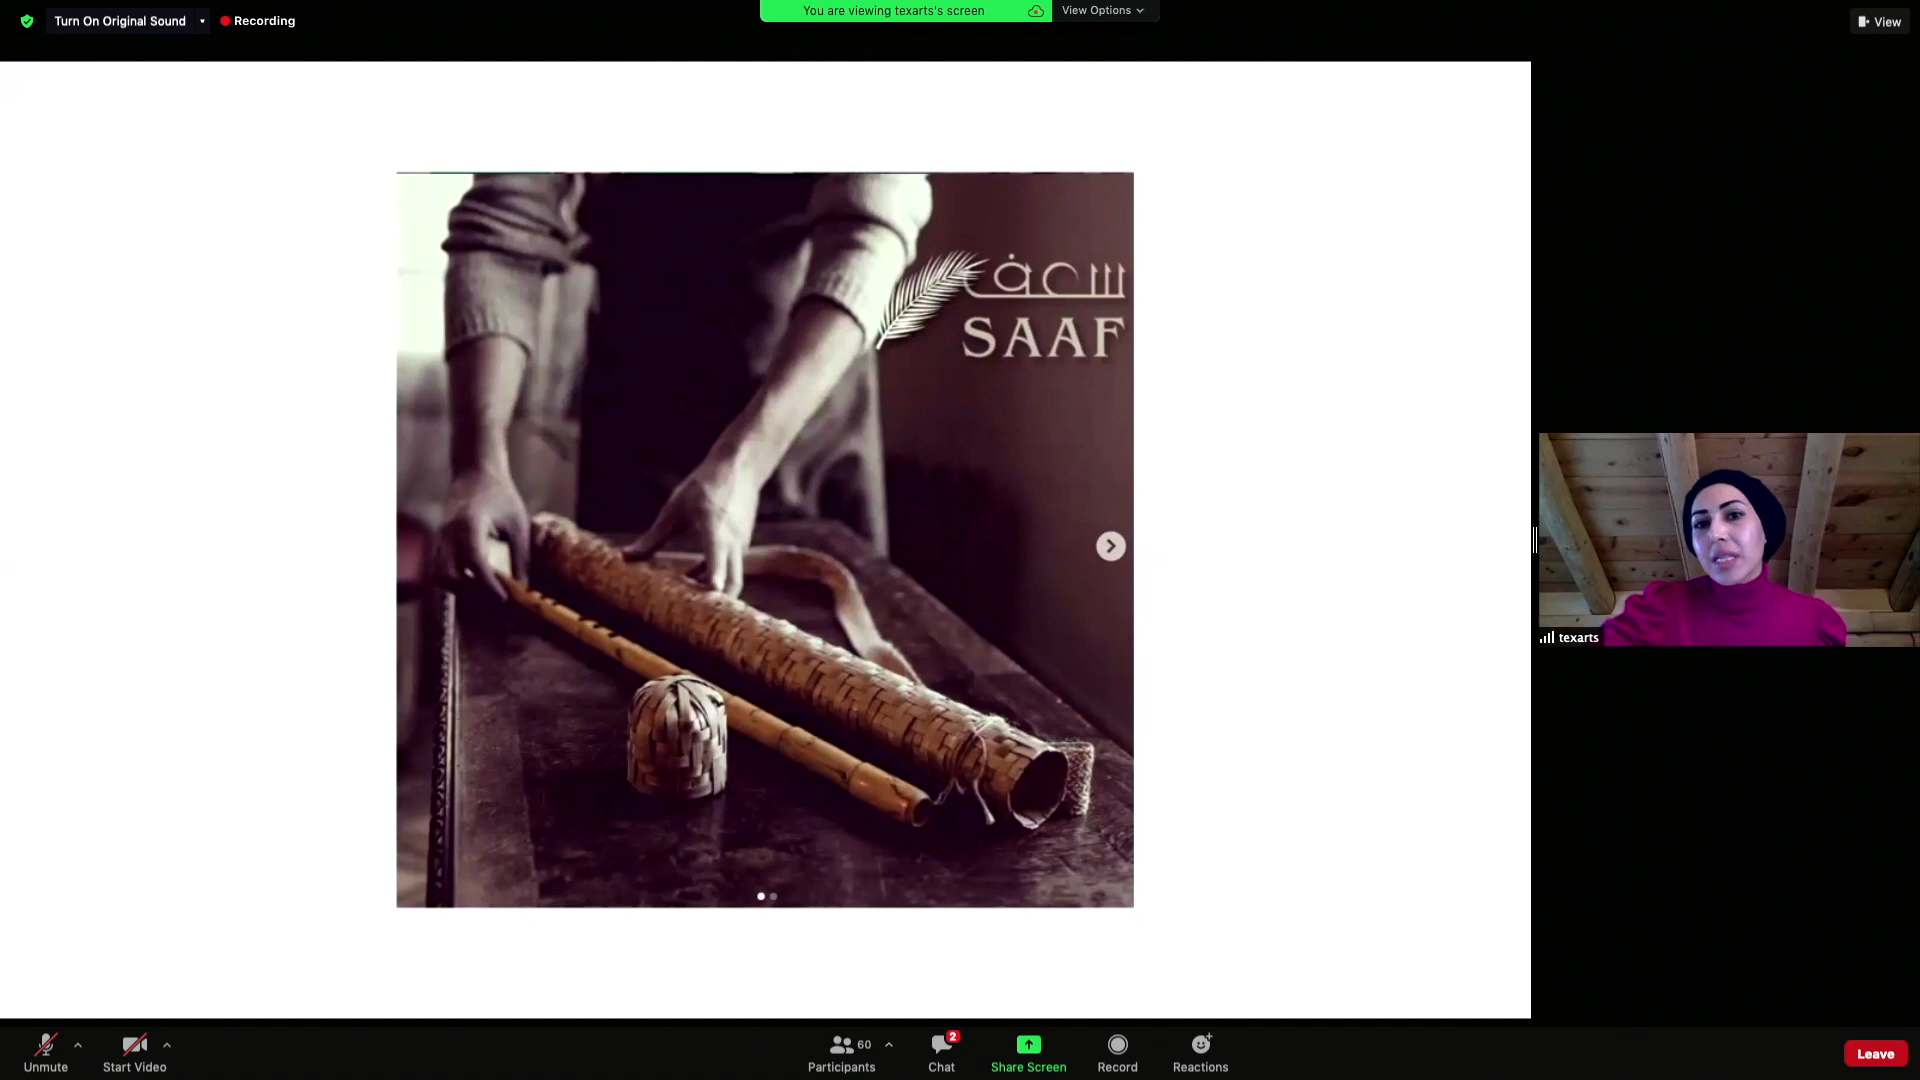 Turn On Original Sound
Recording
You are viewing texarts's screen
View Options
View
سعف
SAAF
texarts
Unmute
Start Video
60
Participants
2
Chat
Share Screen
Record
Reactions
Leave